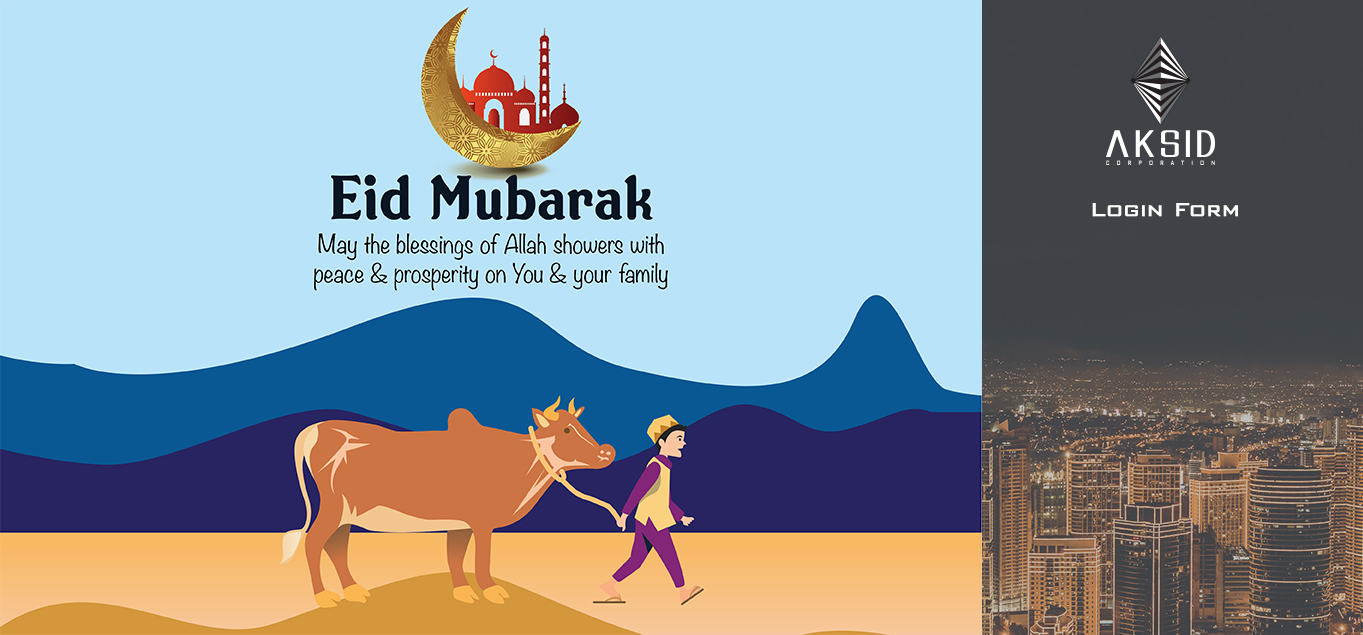 Eid Mubarak
May the blessings of Allah showers with
peace & prosperity on You & your family
AKSID
CORPORATION
Login Form